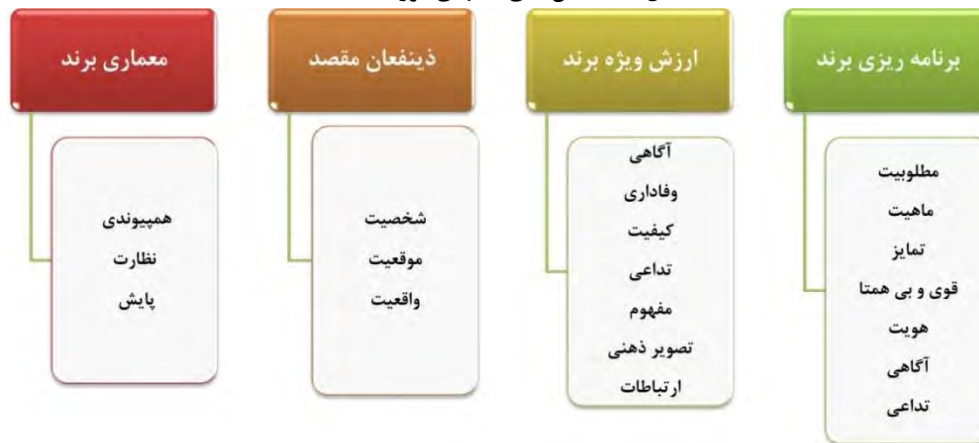 برنامه ریزی برند
مطلوبیت
ماهیت
تمایز
قوی و بی همتا
هویت
آگاهی
تداعی
ارزش ویژه برند
آگاهی
وفاداری
کیفیت
تداعی
مفهوم
تصویر ذهنی
ارتباطات
ذینفعان مقصد
شخصیت
موقعیت
واقعیت
معماری برند
همپیوندی
نظارت
پایش